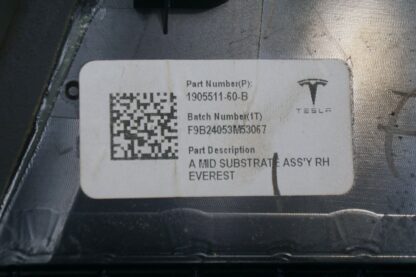 Part Number(P):
1905511-60-B
TESLA
Batch Number(1T)
F9B24053M53067
Part Description
A MID SUBSTRATE ASS'Y RH
EVEREST